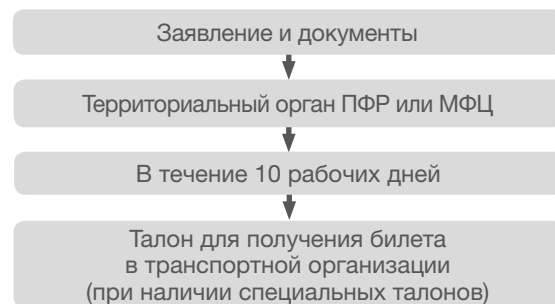 Заявление и документы
Территориальный орган ПФР или МФЦ
В течение 10 рабочих дней
Талон для получения билета
в транспортной организации
(при наличии специальных талонов)